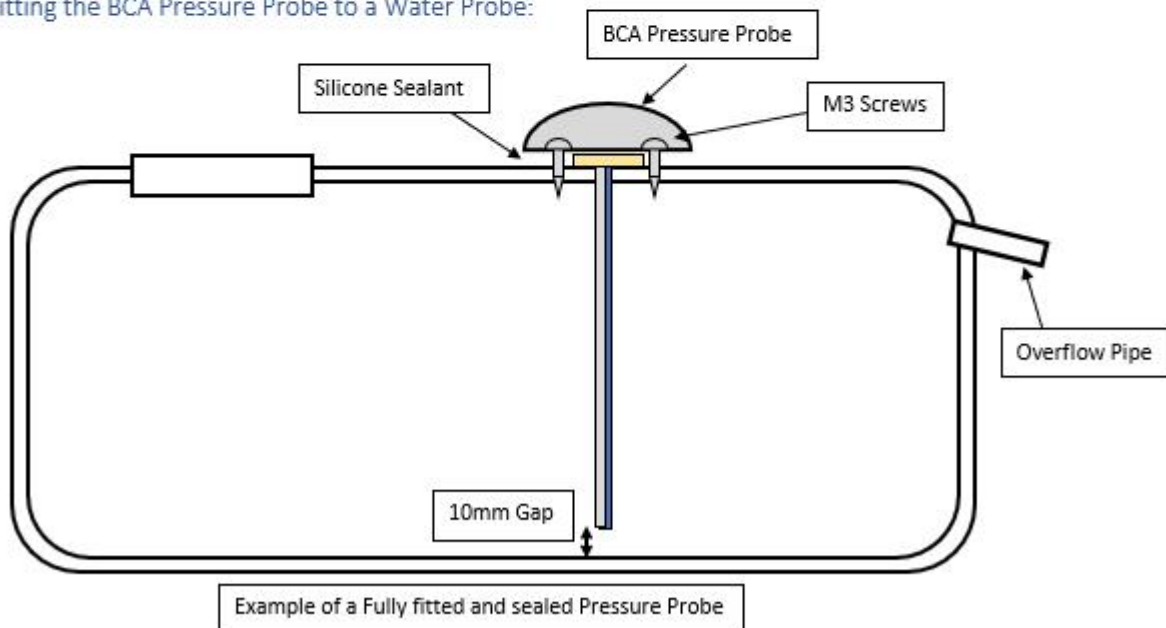 itting the BCA Pressure Probe to a Water Probe:
BCA Pressure Probe
Silicone Sealant
M3 Screws
Overflow Pipe
10mm Gap
Example of a Fully fitted and sealed Pressure Probe